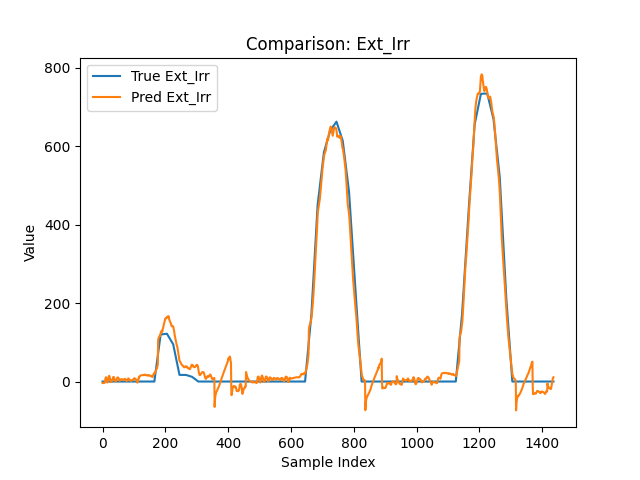 Comparison: Ext_Irr
True Ext_Irr
Pred Ext_Irr
800
600
400
200
0
Value
0 200 400 600 800 1000 1200 1400
Sample Index